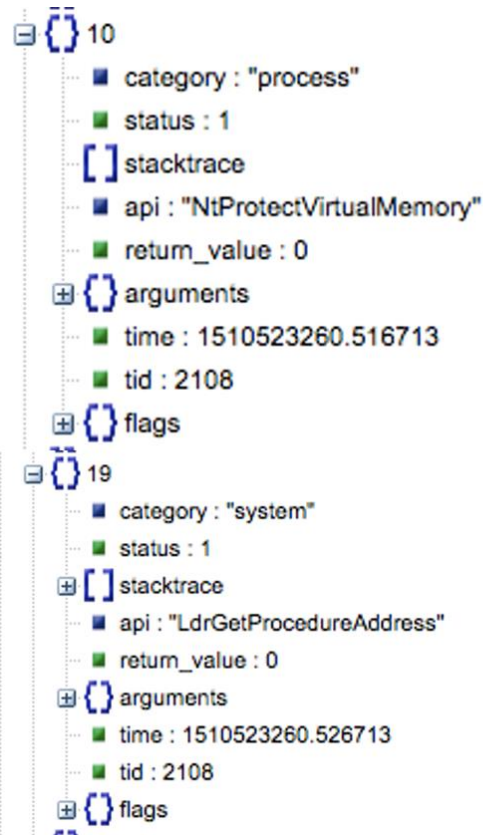 10
category : "process"
status : 1
stacktrace
api : "NtProtectVirtualMemory"
return_value : 0
arguments
time : 1510523260.516713
tid : 2108
flags
19
category : "system"
status : 1
stacktrace
api : "LdrGetProcedureAddress"
return_value : 0
arguments
time : 1510523260.526713
tid : 2108
flags